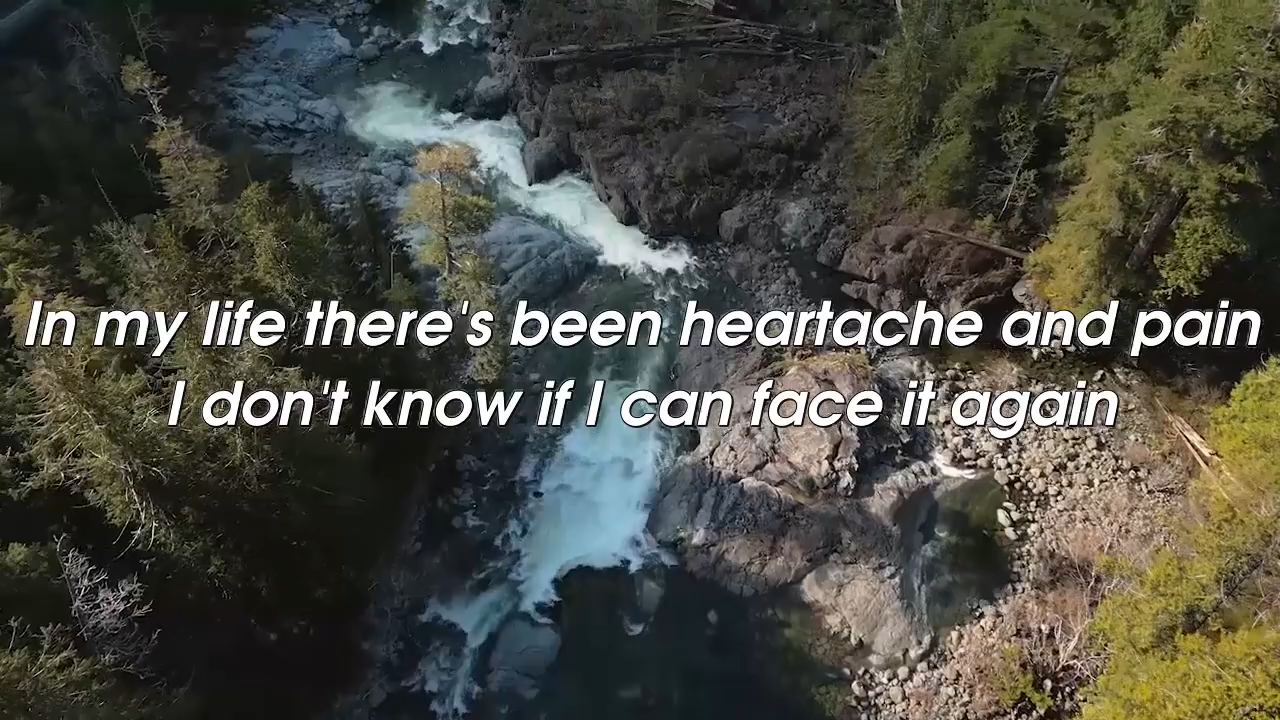 In my life there's been heartache and pain
I don't know if I can face it again